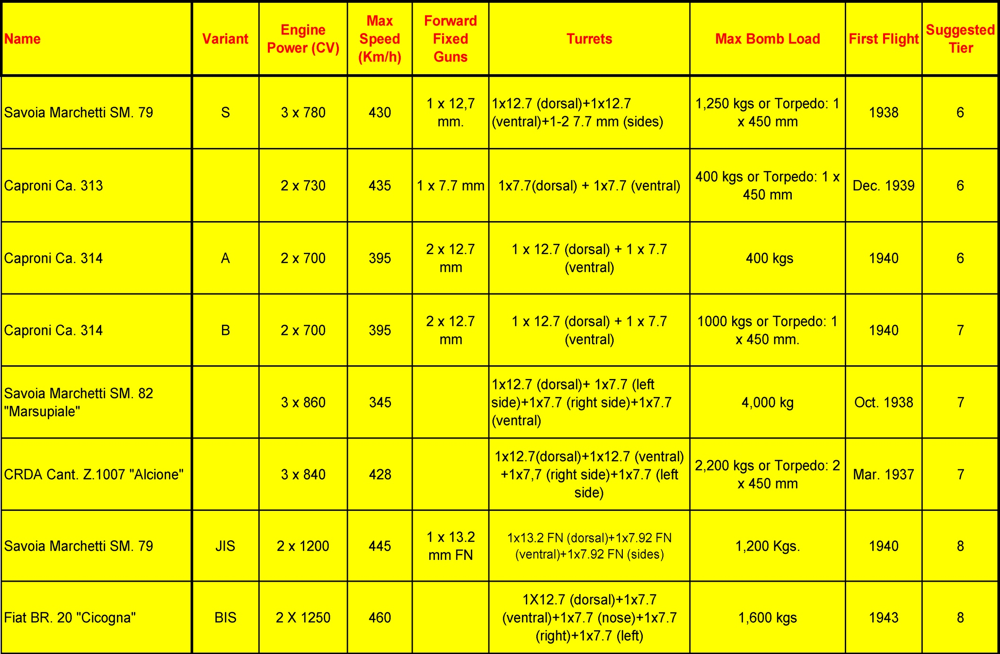 Name
Variant
Engine
Power (CV)
Max
Speed
(Km/h)
Forward
Fixed
Guns
Turrets
Max Bomb Load
First Flight
Suggested
Tier
Savoia Marchetti SM. 79
S
3 x 780
430
1 x 12,7
mm.
1x12.7 (dorsal)+1x12.7
(ventral)+1-2 7.7 mm (sides)
1,250 kgs or Torpedo: 1
x 450 mm
1938
6
Caproni Ca. 313
2 x 730
435
1 x 7.7 mm
1x7.7(dorsal) + 1x7.7 (ventral)
400 kgs or Torpedo: 1 x
450 mm
Dec. 1939
6
Caproni Ca. 314
A
2 x 700
395
2 x 12.7
mm
1 x 12.7 (dorsal) + 1 x 7.7
(ventral)
400 kgs
1940
6
Caproni Ca. 314
B
2 x 700
395
2 x 12.7
mm
1 x 12.7 (dorsal) + 1 x 7.7
(ventral)
1000 kgs or Torpedo: 1
x 450 mm.
1940
7
Savoia Marchetti SM. 82
"Marsupiale"
3 x 860
345
1x12.7 (dorsal)+ 1x7.7 (left
side)+1x7.7 (right side)+1x7.7
(ventral)
4,000 kg
Oct. 1938
7
CRDA Cant. Z.1007 "Alcione"
3 x 840
428
1x12.7(dorsal)+1x12.7 (ventral)
+1x7,7 (right side)+1x7.7 (left
side)
2,200 kgs or Torpedo: 2
x 450 mm
Mar. 1937
7
Savoia Marchetti SM. 79
JIS
2 x 1200
445
1 x 13.2
mm FN
1x13.2 FN (dorsal)+1x7.92 FN
(ventral)+1x7.92 FN (sides)
1,200 Kgs.
1940
8
Fiat BR. 20 "Cicogna"
BIS
2 X 1250
460
1X12.7 (dorsal)+1x7.7
(ventral)+1x7.7 (nose)+1x7.7
(right)+1x7.7 (left)
1,600 kgs
1943
8